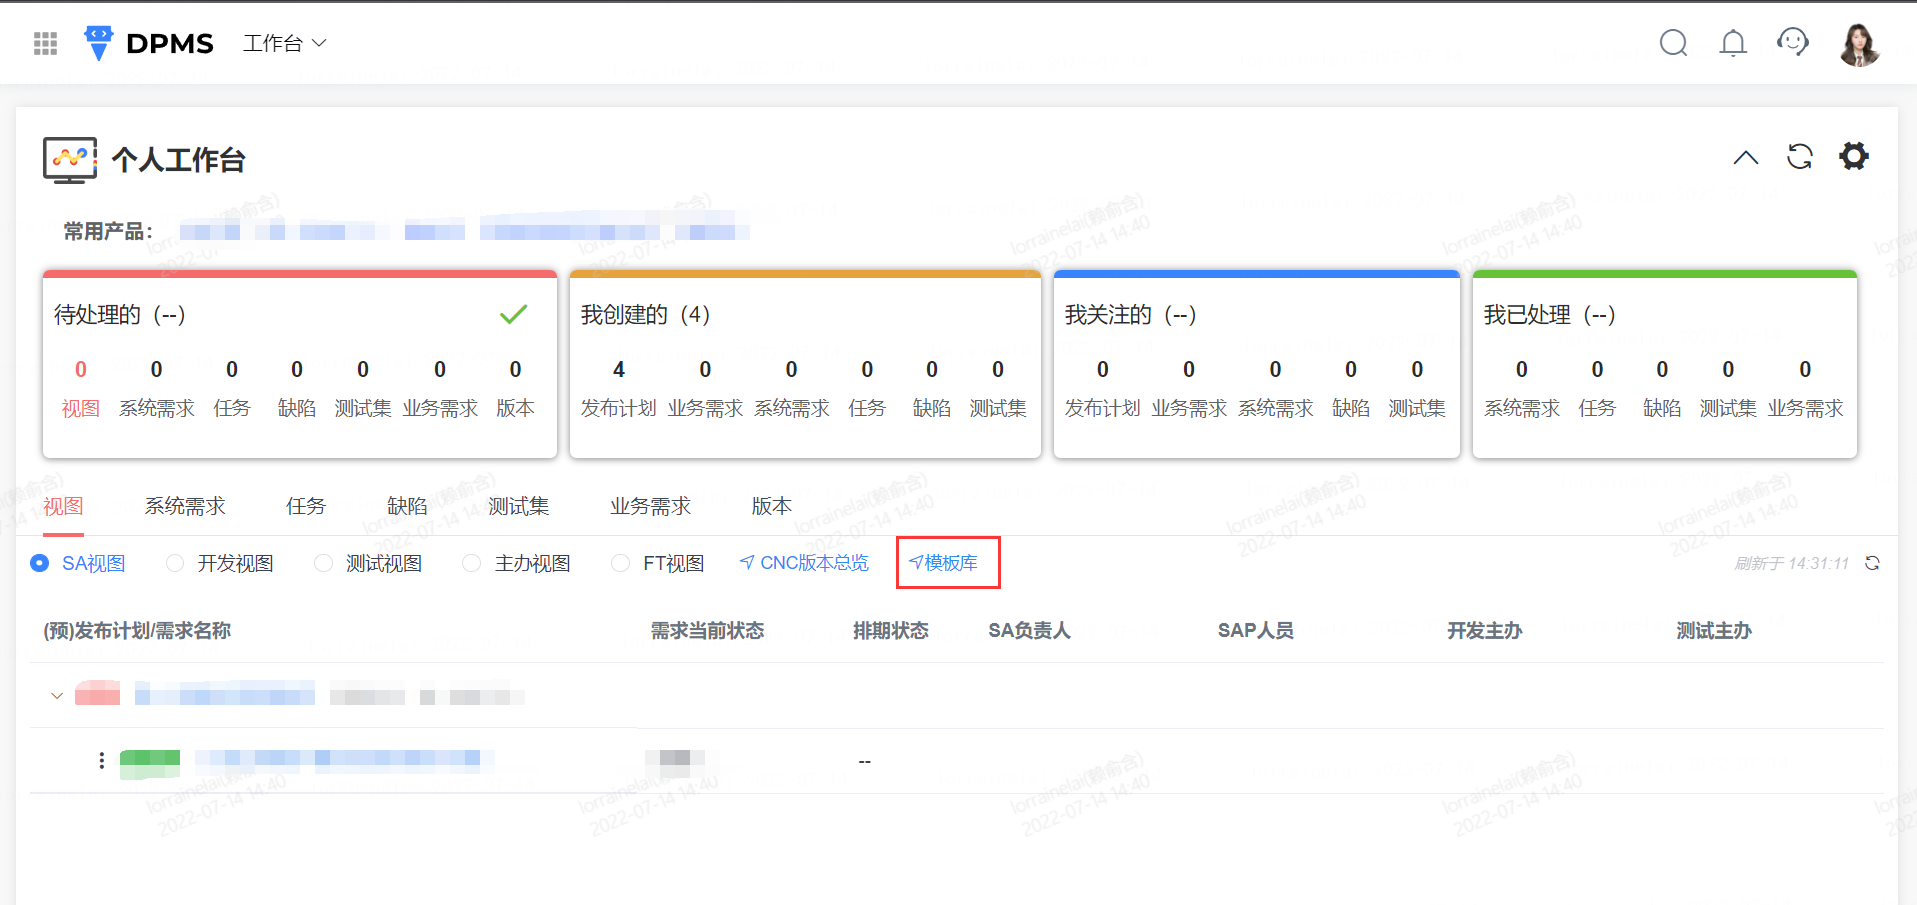 DPMS 工作台
个人工作台
常用产品：
待处理的（--）
0 0 0 0 0 0 0
视图 系统需求 任务 缺陷 测试集 业务需求 版本
我创建的（4）
4 0 0 0 0 0
发布计划 业务需求 系统需求 任务 缺陷 测试集
我关注的（--）
0 0 0 0 0
发布计划 业务需求 系统需求 缺陷 测试集
我已处理（--）
0 0 0 0 0
系统需求 任务 缺陷 测试集 业务需求
视图 系统需求 任务 缺陷 测试集 业务需求 版本
SA视图 开发视图 测试视图 主办视图 FT视图 CNC版本总览 模板库 刷新于 14:31:11
(预)发布计划/需求名称 需求当前状态 排期状态 SA负责人 SAP人员 开发主办 测试主办
--
lorrainelai(赖俞含)
2022-07-14 14:40